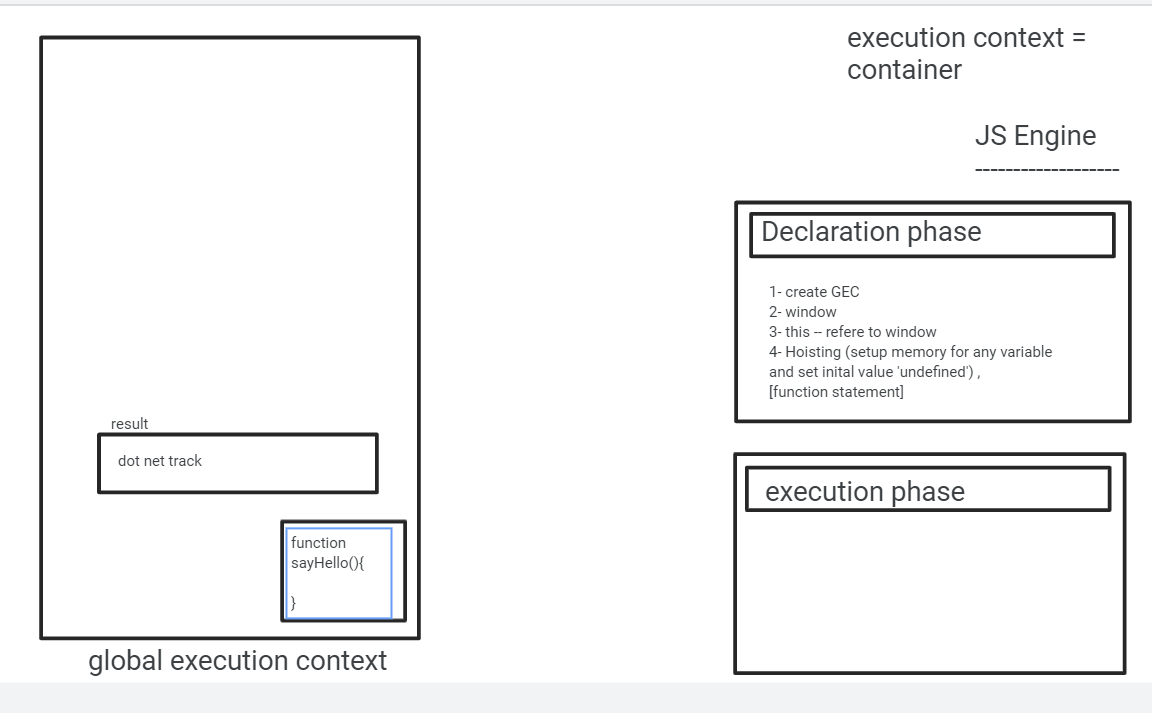 execution context =
container
JS Engine
-------------------
Declaration phase
1- create GEC
2- window
3- this -- refere to window
4- Hoisting (setup memory for any variable
and set inital value 'undefined') ,
[function statement]
result
dot net track
execution phase
function
sayHello(){
}
global execution context